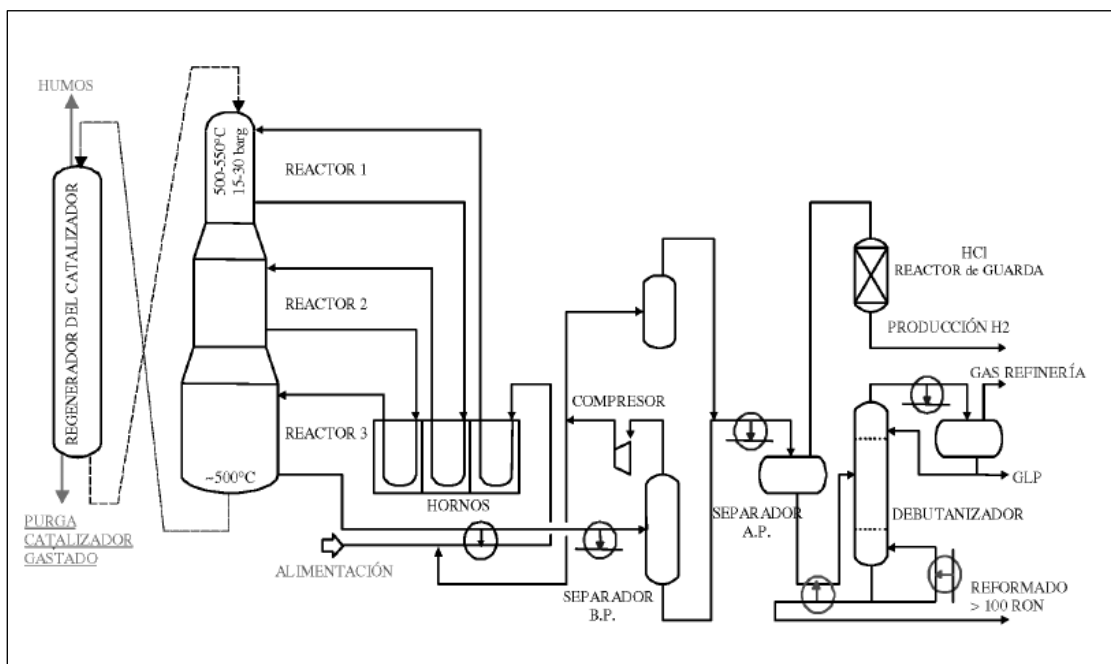 HUMOS
REGENERADOR DEL CATALIZADOR
PURGA
CATALIZADOR
GASTADO
500-550°C
15-30 barg
REACTOR 1
REACTOR 2
REACTOR 3
~500°C
HORNOS
ALIMENTACIÓN
COMPRESOR
SEPARADOR
B.P.
SEPARADOR
A.P.
HCl
REACTOR de GUARDA
PRODUCCIÓN H2
GAS REFINERÍA
GLP
DEBUTANIZADOR
REFORMADO
> 100 RON